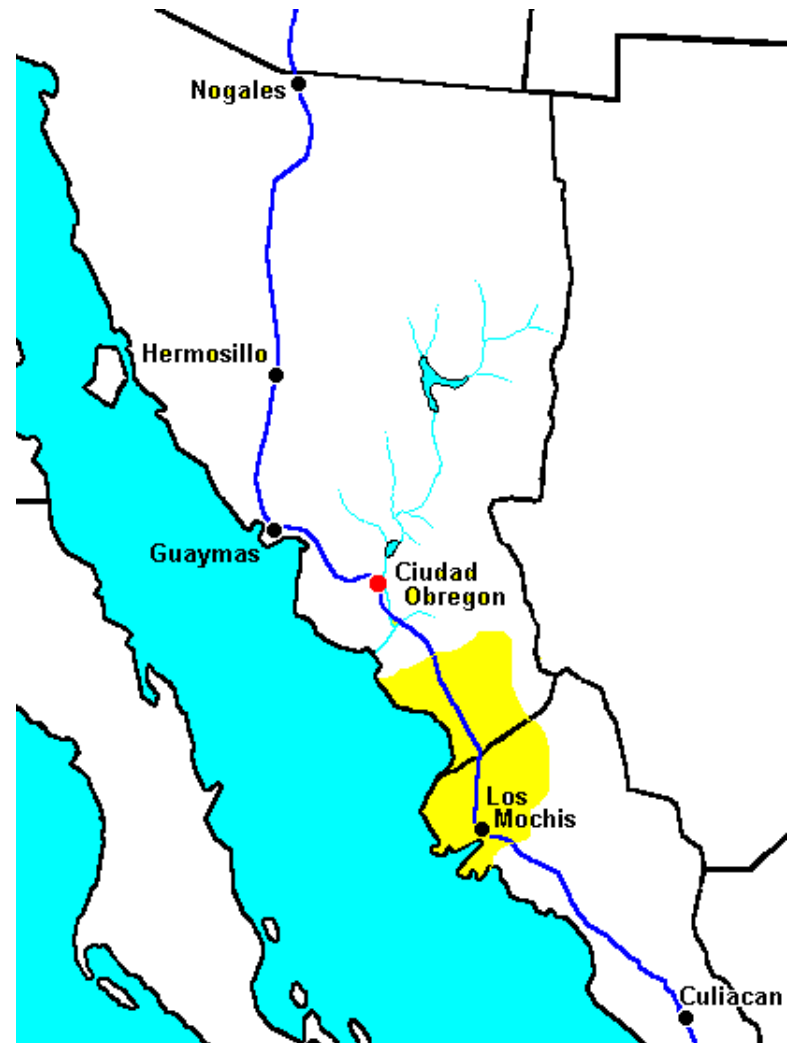 Nogales
Hermosillo
Guaymas
Ciudad
Obregon
Los
Mochis
Culiacan